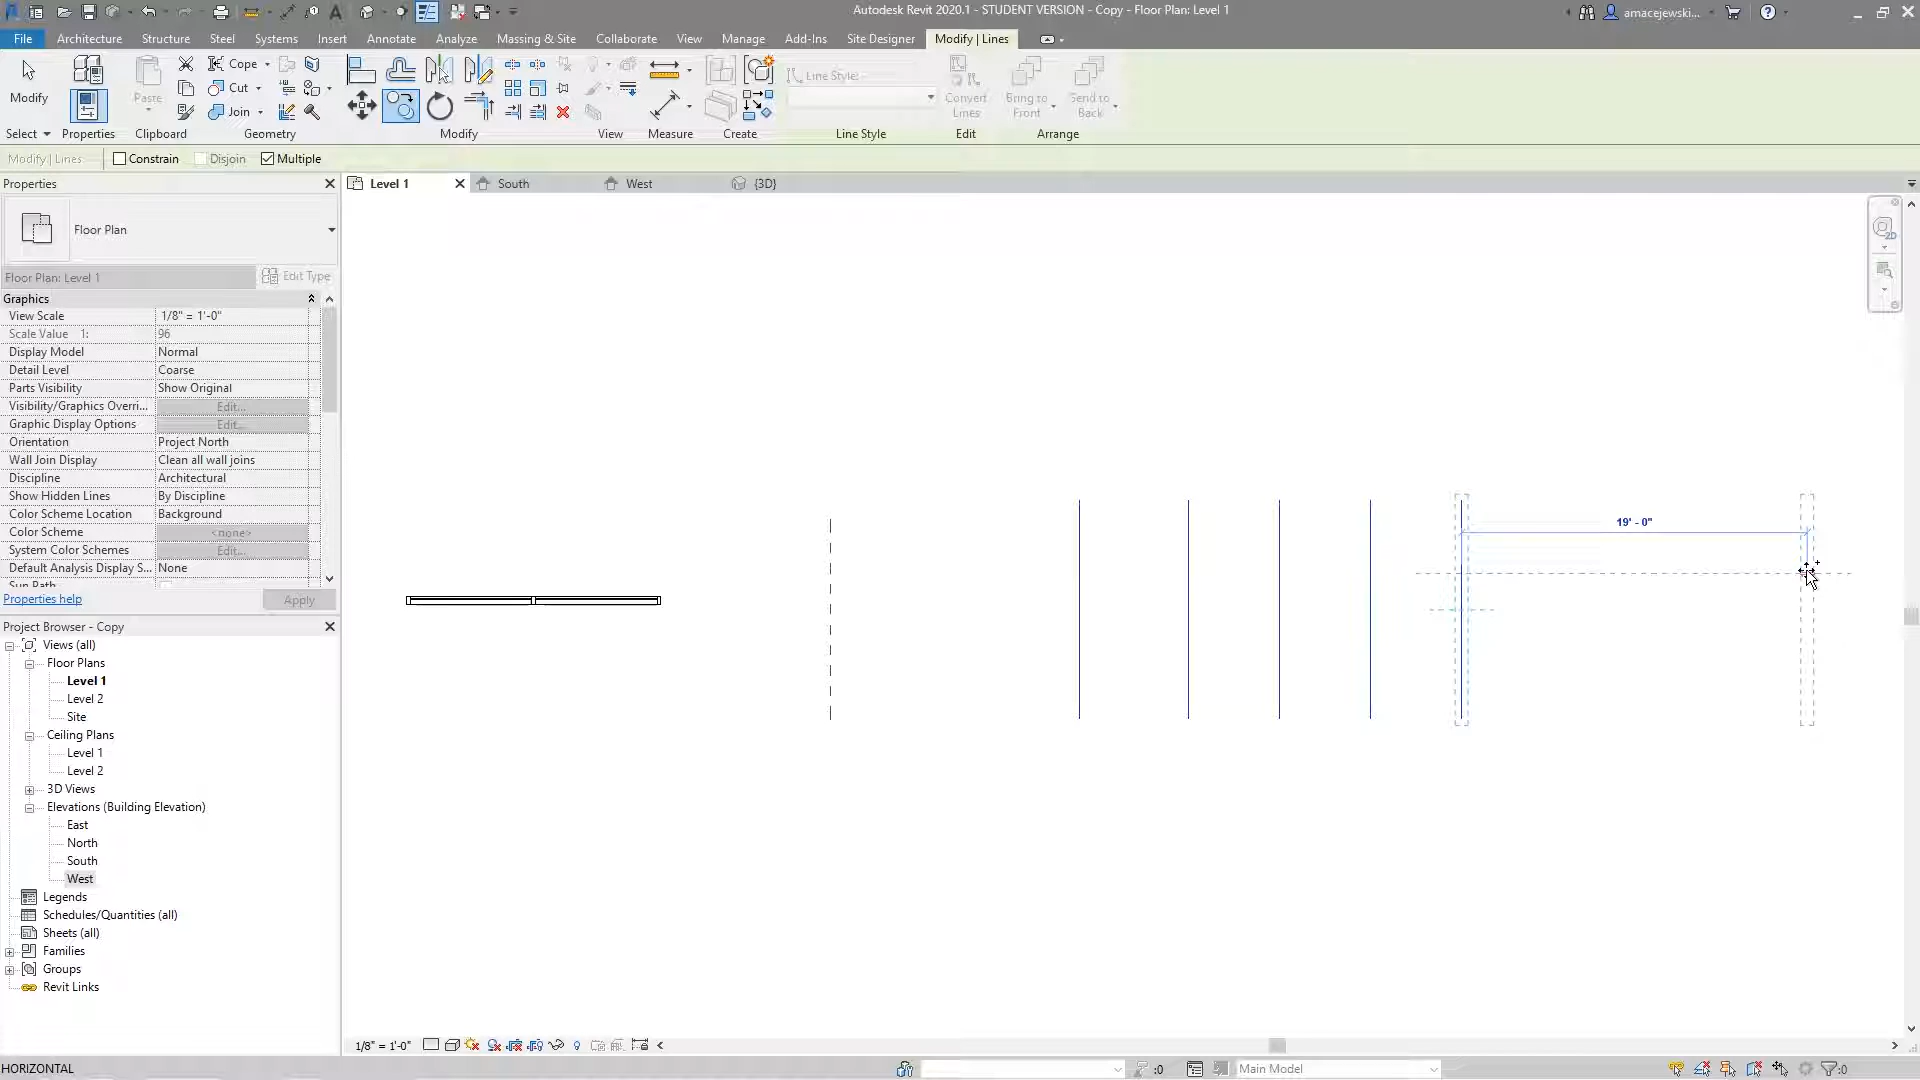 Autodesk Revit 2020.1 - STUDENT VERSION - Copy - Floor Plan: Level 1
amacejewski...
File Architecture Structure Steel Systems Insert Annotate Analyze Massing & Site Collaborate View Manage Add-Ins Site Designer Modify | Lines
Modify
Paste
Cope
Cut
Join
Line Style:
Convert Lines
Bring to Front
Send to Back
Select Properties Clipboard Geometry Modify View Measure Create Line Style Edit Arrange
Modify | Lines Constrain Disjoin Multiple
Properties
Level 1 South West {3D}
Floor Plan
Floor Plan: Level 1 Edit Type
Graphics
View Scale 1/8" = 1'-0"
Scale Value 1: 96
Display Model Normal
Detail Level Coarse
Parts Visibility Show Original
Visibility/Graphics Overri... Edit...
Graphic Display Options Edit...
Orientation Project North
Wall Join Display Clean all wall joins
Discipline Architectural
Show Hidden Lines By Discipline
Color Scheme Location Background
Color Scheme <none>
System Color Schemes Edit...
Default Analysis Display S... None
Sun Path
Properties help Apply
19' - 0"
2D
Project Browser - Copy
Views (all)
Floor Plans
Level 1
Level 2
Site
Ceiling Plans
Level 1
Level 2
3D Views
Elevations (Building Elevation)
East
North
South
West
Legends
Schedules/Quantities (all)
Sheets (all)
Families
Groups
Revit Links
1/8" = 1'-0"
HORIZONTAL
:0
Main Model
:0